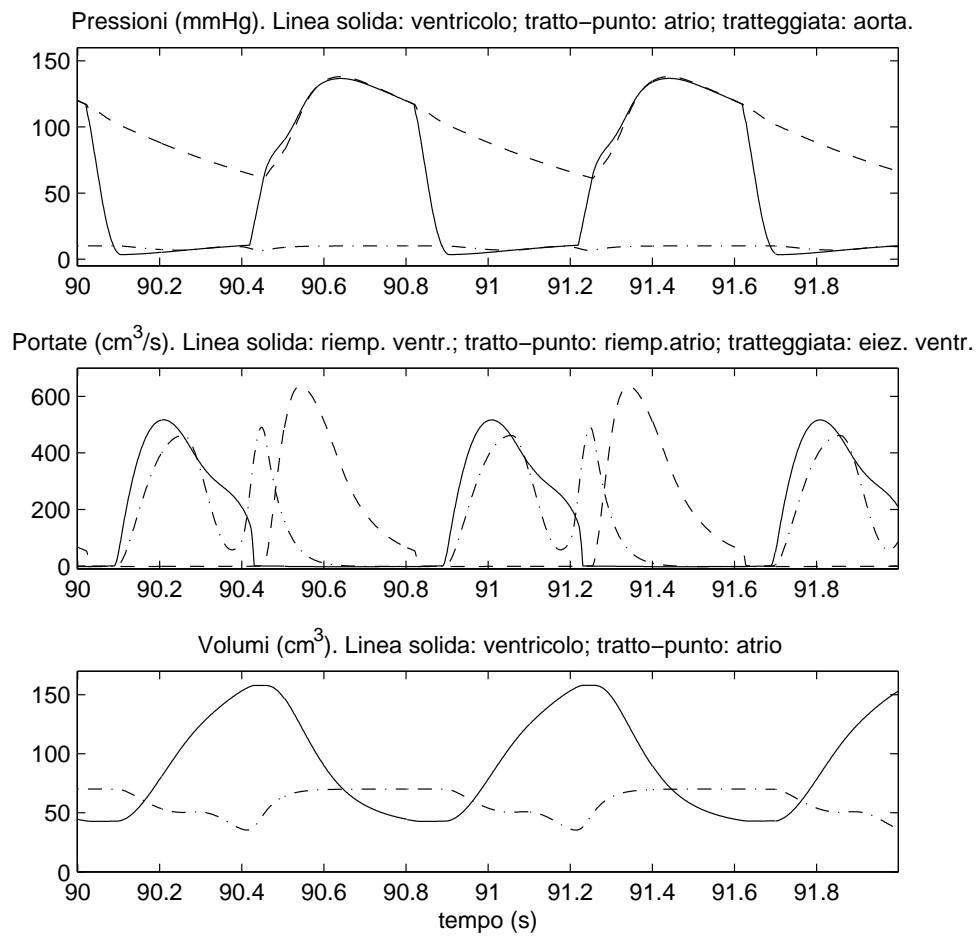 Pressioni (mmHg). Linea solida: ventricolo; tratto−punto: atrio; tratteggiata: aorta.
150
100
50
0
90 90.2 90.4 90.6 90.8 91 91.2 91.4 91.6 91.8
Portate (cm³/s). Linea solida: riemp. ventr.; tratto−punto: riemp.atrio; tratteggiata: eiez. ventr.
600
400
200
0
90 90.2 90.4 90.6 90.8 91 91.2 91.4 91.6 91.8
Volumi (cm³). Linea solida: ventricolo; tratto−punto: atrio
150
100
50
0
90 90.2 90.4 90.6 90.8 91 91.2 91.4 91.6 91.8
tempo (s)